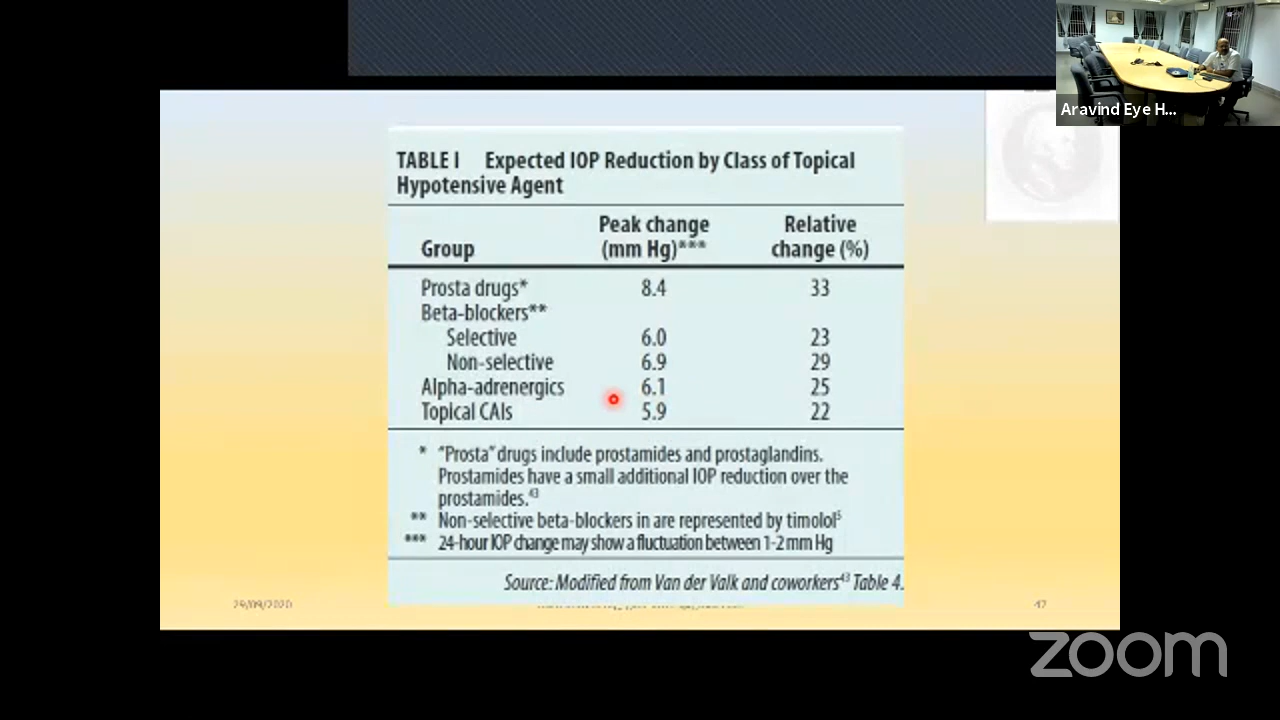 Aravind Eye H...
TABLE I Expected IOP Reduction by Class of Topical
Hypotensive Agent
Group Peak change (mm Hg)*** Relative change (%)
Prosta drugs* 8.4 33
Beta-blockers**
Selective 6.0 23
Non-selective 6.9 29
Alpha-adrenergics 6.1 25
Topical CAIs 5.9 22
* "Prosta" drugs include prostamides and prostaglandins.
Prostamides have a small additional IOP reduction over the
prostamides.43
** Non-selective beta-blockers in are represented by timolol5
*** 24-hour IOP change may show a fluctuation between 1-2 mm Hg
Source: Modified from Van der Valk and coworkers43 Table 4.
29/09/2020
47
zoom